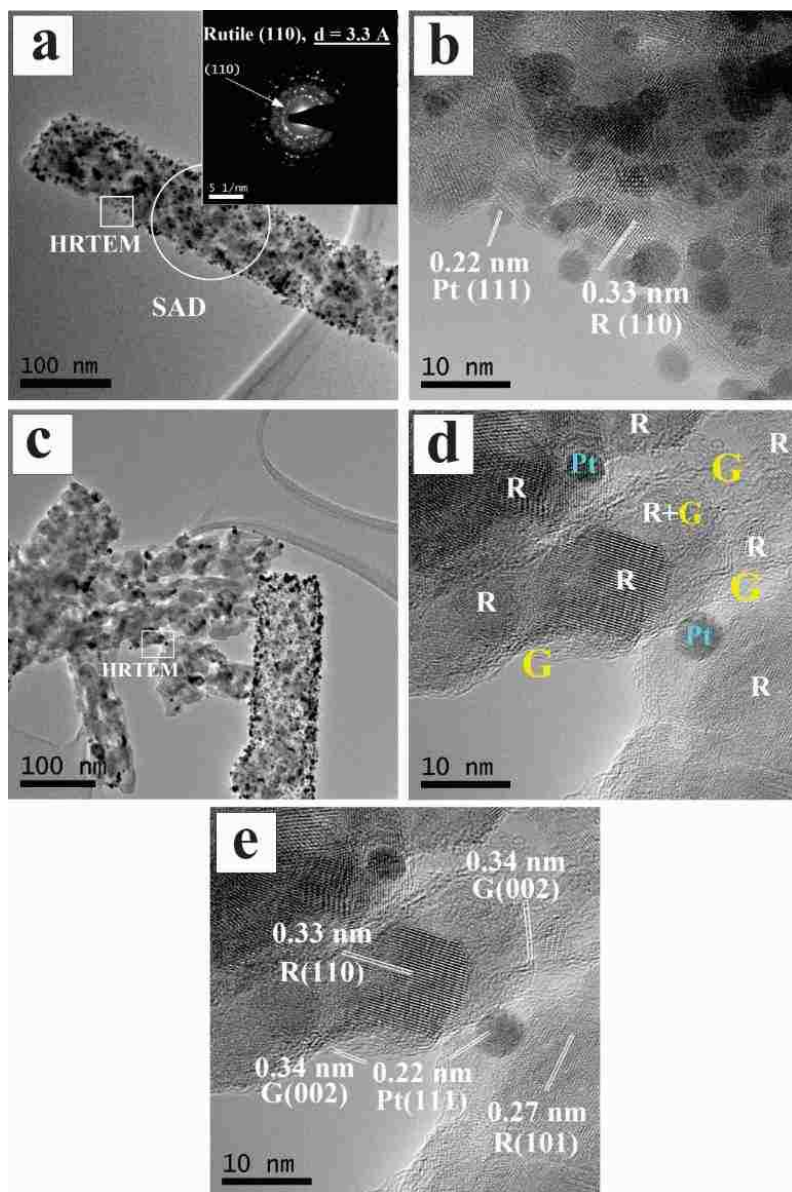 a
Rutile (110), d = 3.3 A
(110)
5 1/nm
HRTEM
SAD
100 nm
b
0.22 nm
Pt (111)
0.33 nm
R (110)
10 nm
c
HRTEM
100 nm
d
R
R
Pt
G
R
R+G
R
R
R
G
Pt
G
R
10 nm
e
0.34 nm
G(002)
0.33 nm
R(110)
0.34 nm
G(002)
0.22 nm
Pt(111)
0.27 nm
R(101)
10 nm